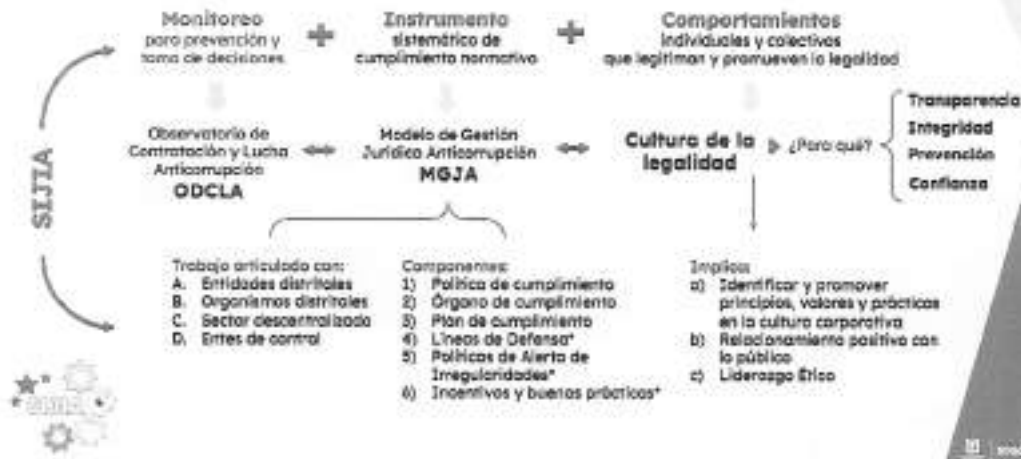 Monitoreo
para prevención y
toma de decisiones
+
Instrumento
sistemático de
cumplimiento normativo
+
Comportamientos
individuales y colectivos
que legitiman y promueven la legalidad
SIJIA
Observatorio de
Contratación y Lucha
Anticorrupción
ODCLA
Modelo de Gestión
Jurídica Anticorrupción
MGJA
Cultura de la
legalidad
¿Para qué?
Transparencia
Integridad
Prevención
Confianza
Trabajo articulado con:
A. Entidades distritales
B. Organismos distritales
C. Sector descentralizado
D. Entes de control
Componentes:
1) Política de cumplimiento
2) Órgano de cumplimiento
3) Plan de cumplimiento
4) Líneas de Defensa*
5) Políticas de Alerta de
Irregularidades*
6) Incentivos y buenas prácticas*
Implica:
a) Identificar y promover
principios, valores y prácticas
en la cultura corporativa
b) Relacionamiento positivo con
lo público
c) Liderazgo Ético